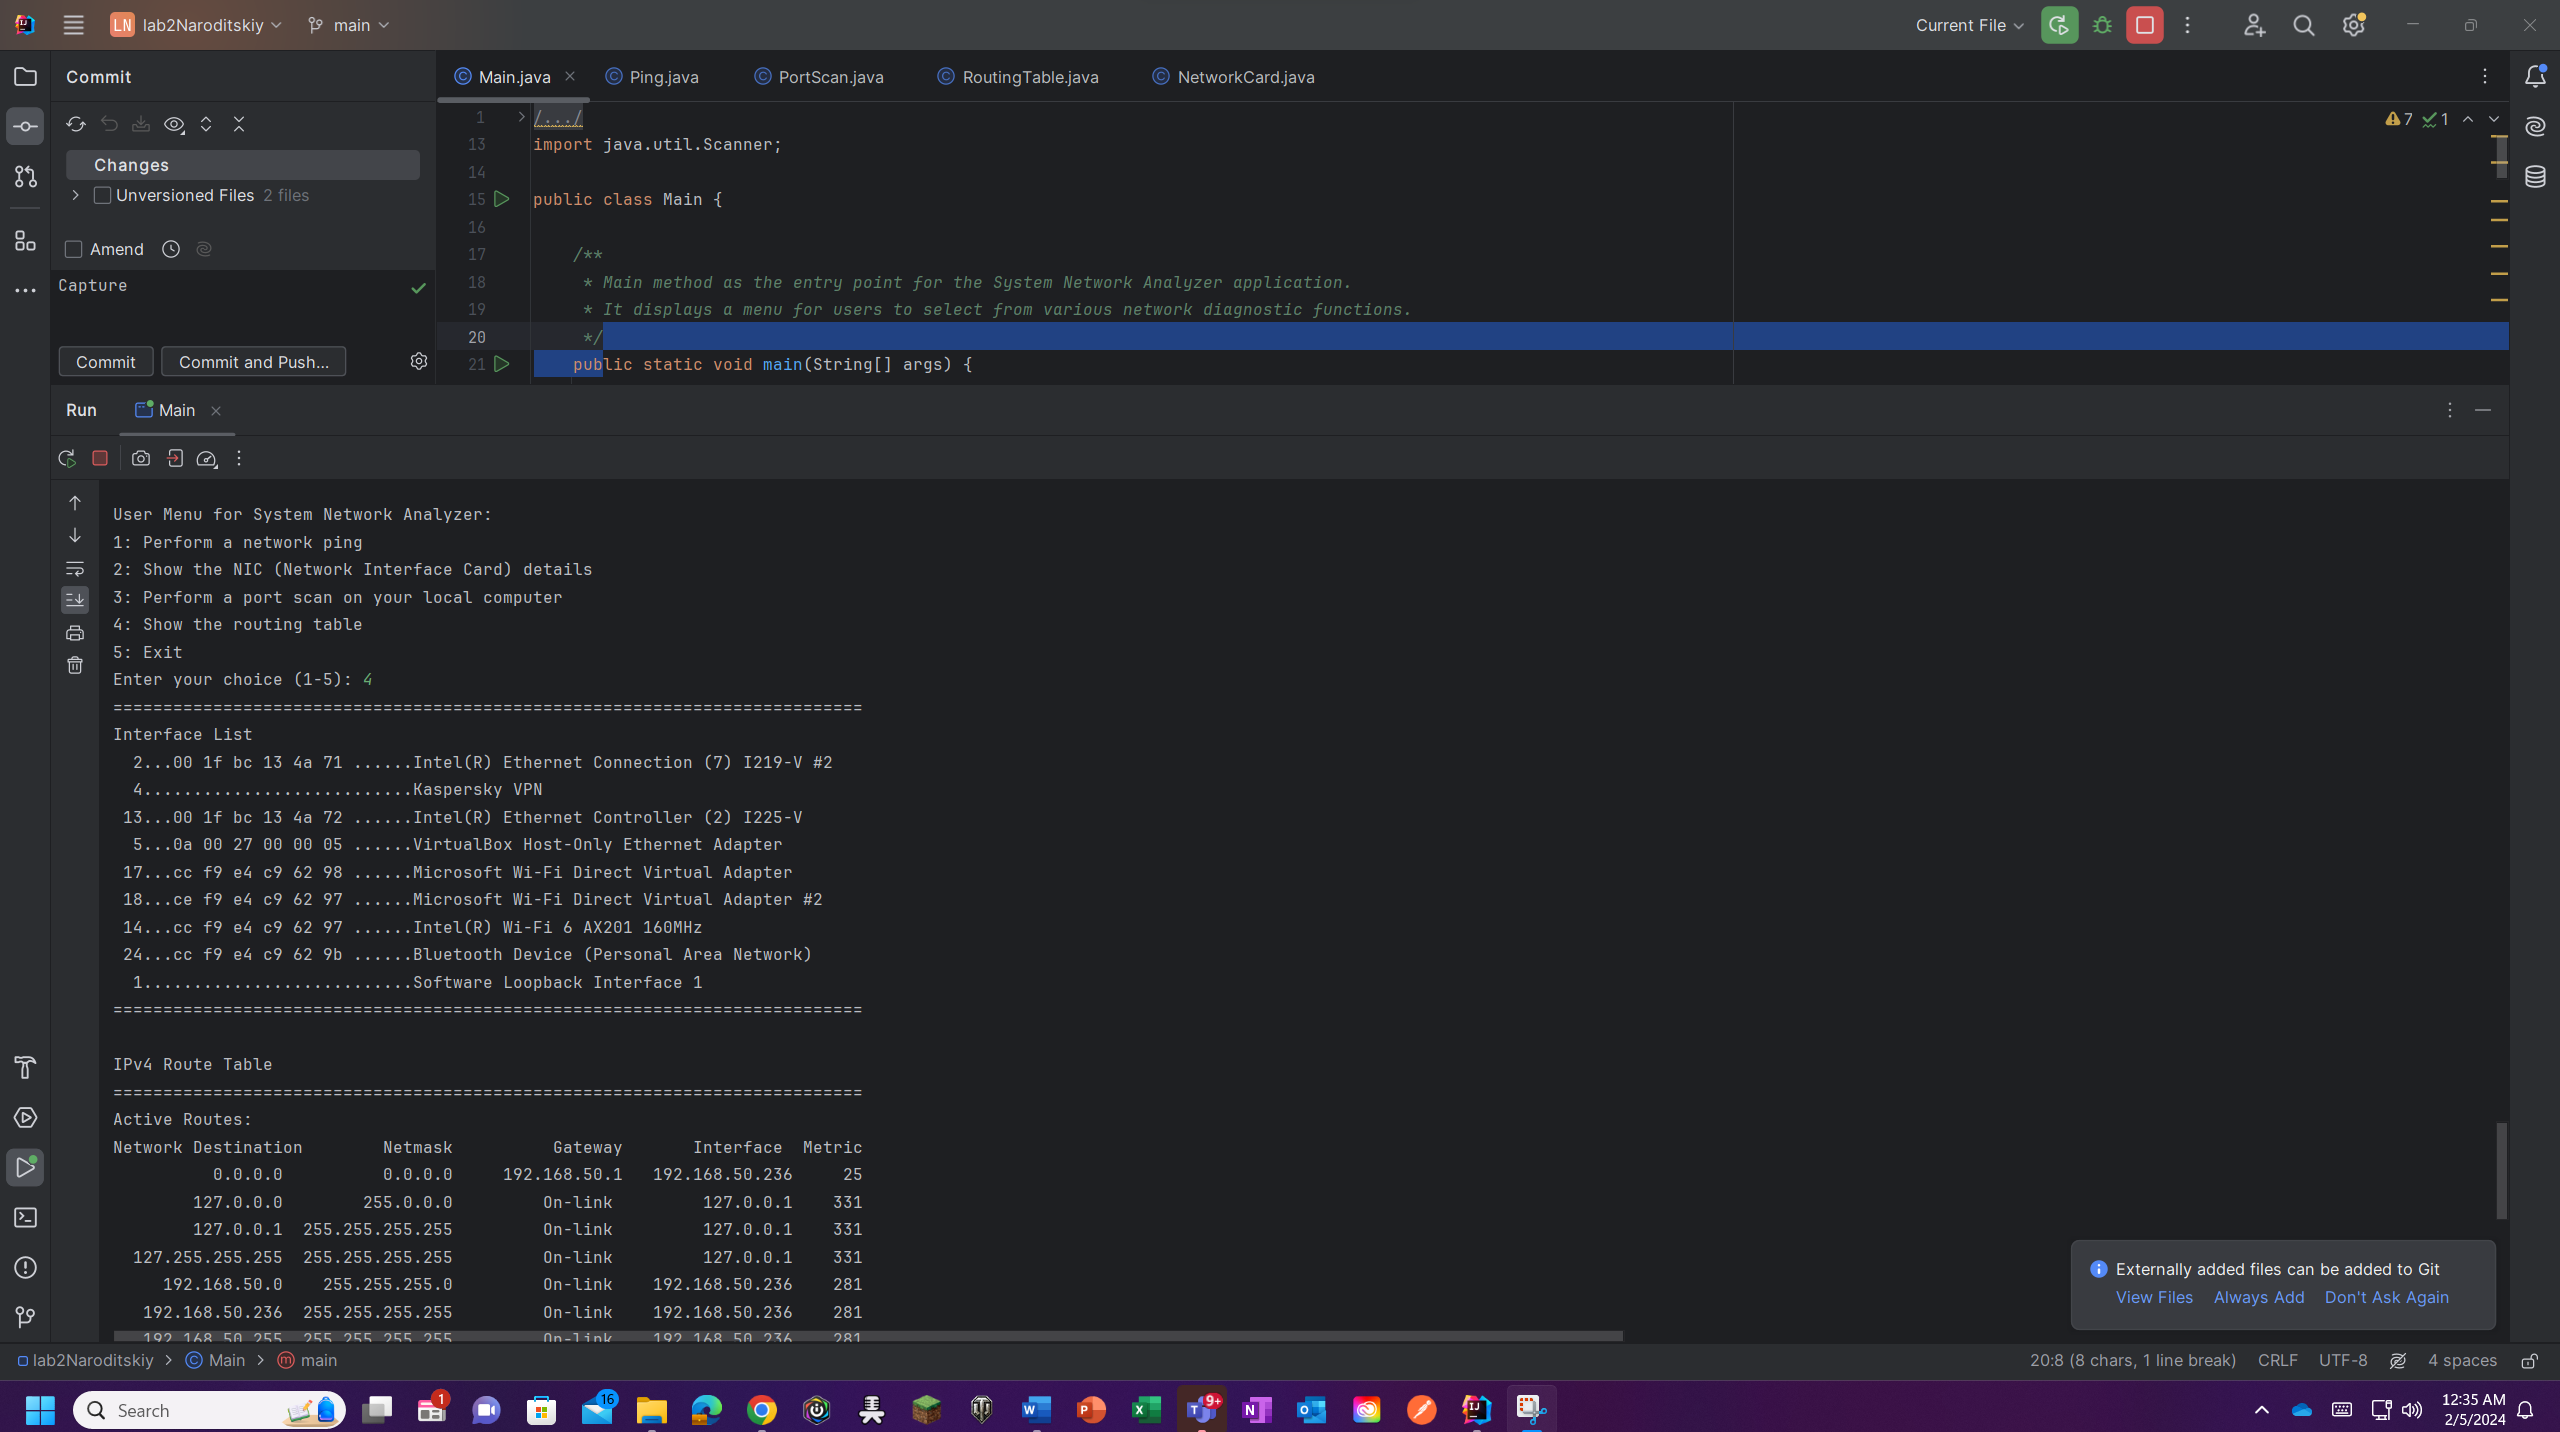 LN lab2Naroditskiy main Current File
Commit
Main.java Ping.java PortScan.java RoutingTable.java NetworkCard.java
1 /.../
7 1
13 import java.util.Scanner;
Changes
14
Unversioned Files 2 files
15 public class Main {
16
Amend
17 /**
18 * Main method as the entry point for the System Network Analyzer application.
Capture
19 * It displays a menu for users to select from various network diagnostic functions.
20 */
Commit Commit and Push...
21 public static void main(String[] args) {
Run Main
User Menu for System Network Analyzer:
1: Perform a network ping
2: Show the NIC (Network Interface Card) details
3: Perform a port scan on your local computer
4: Show the routing table
5: Exit
Enter your choice (1-5): 4
===========================================================================
Interface List
2...00 1f bc 13 4a 71 ......Intel(R) Ethernet Connection (7) I219-V #2
4...........................Kaspersky VPN
13...00 1f bc 13 4a 72 ......Intel(R) Ethernet Controller (2) I225-V
5...0a 00 27 00 00 05 ......VirtualBox Host-Only Ethernet Adapter
17...cc f9 e4 c9 62 98 ......Microsoft Wi-Fi Direct Virtual Adapter
18...ce f9 e4 c9 62 97 ......Microsoft Wi-Fi Direct Virtual Adapter #2
14...cc f9 e4 c9 62 97 ......Intel(R) Wi-Fi 6 AX201 160MHz
24...cc f9 e4 c9 62 9b ......Bluetooth Device (Personal Area Network)
1...........................Software Loopback Interface 1
===========================================================================
IPv4 Route Table
===========================================================================
Active Routes:
Network Destination Netmask Gateway Interface Metric
0.0.0.0 0.0.0.0 192.168.50.1 192.168.50.236 25
127.0.0.0 255.0.0.0 On-link 127.0.0.1 331
127.0.0.1 255.255.255.255 On-link 127.0.0.1 331
127.255.255.255 255.255.255.255 On-link 127.0.0.1 331
192.168.50.0 255.255.255.0 On-link 192.168.50.236 281
192.168.50.236 255.255.255.255 On-link 192.168.50.236 281
192.168.50.255 255.255.255.255 On-link 192.168.50.236 281
Externally added files can be added to Git
View Files Always Add Don't Ask Again
lab2Naroditskiy Main main 20:8 (8 chars, 1 line break) CRLF UTF-8 4 spaces
Search 1 16 9+ 12:35 AM
2/5/2024